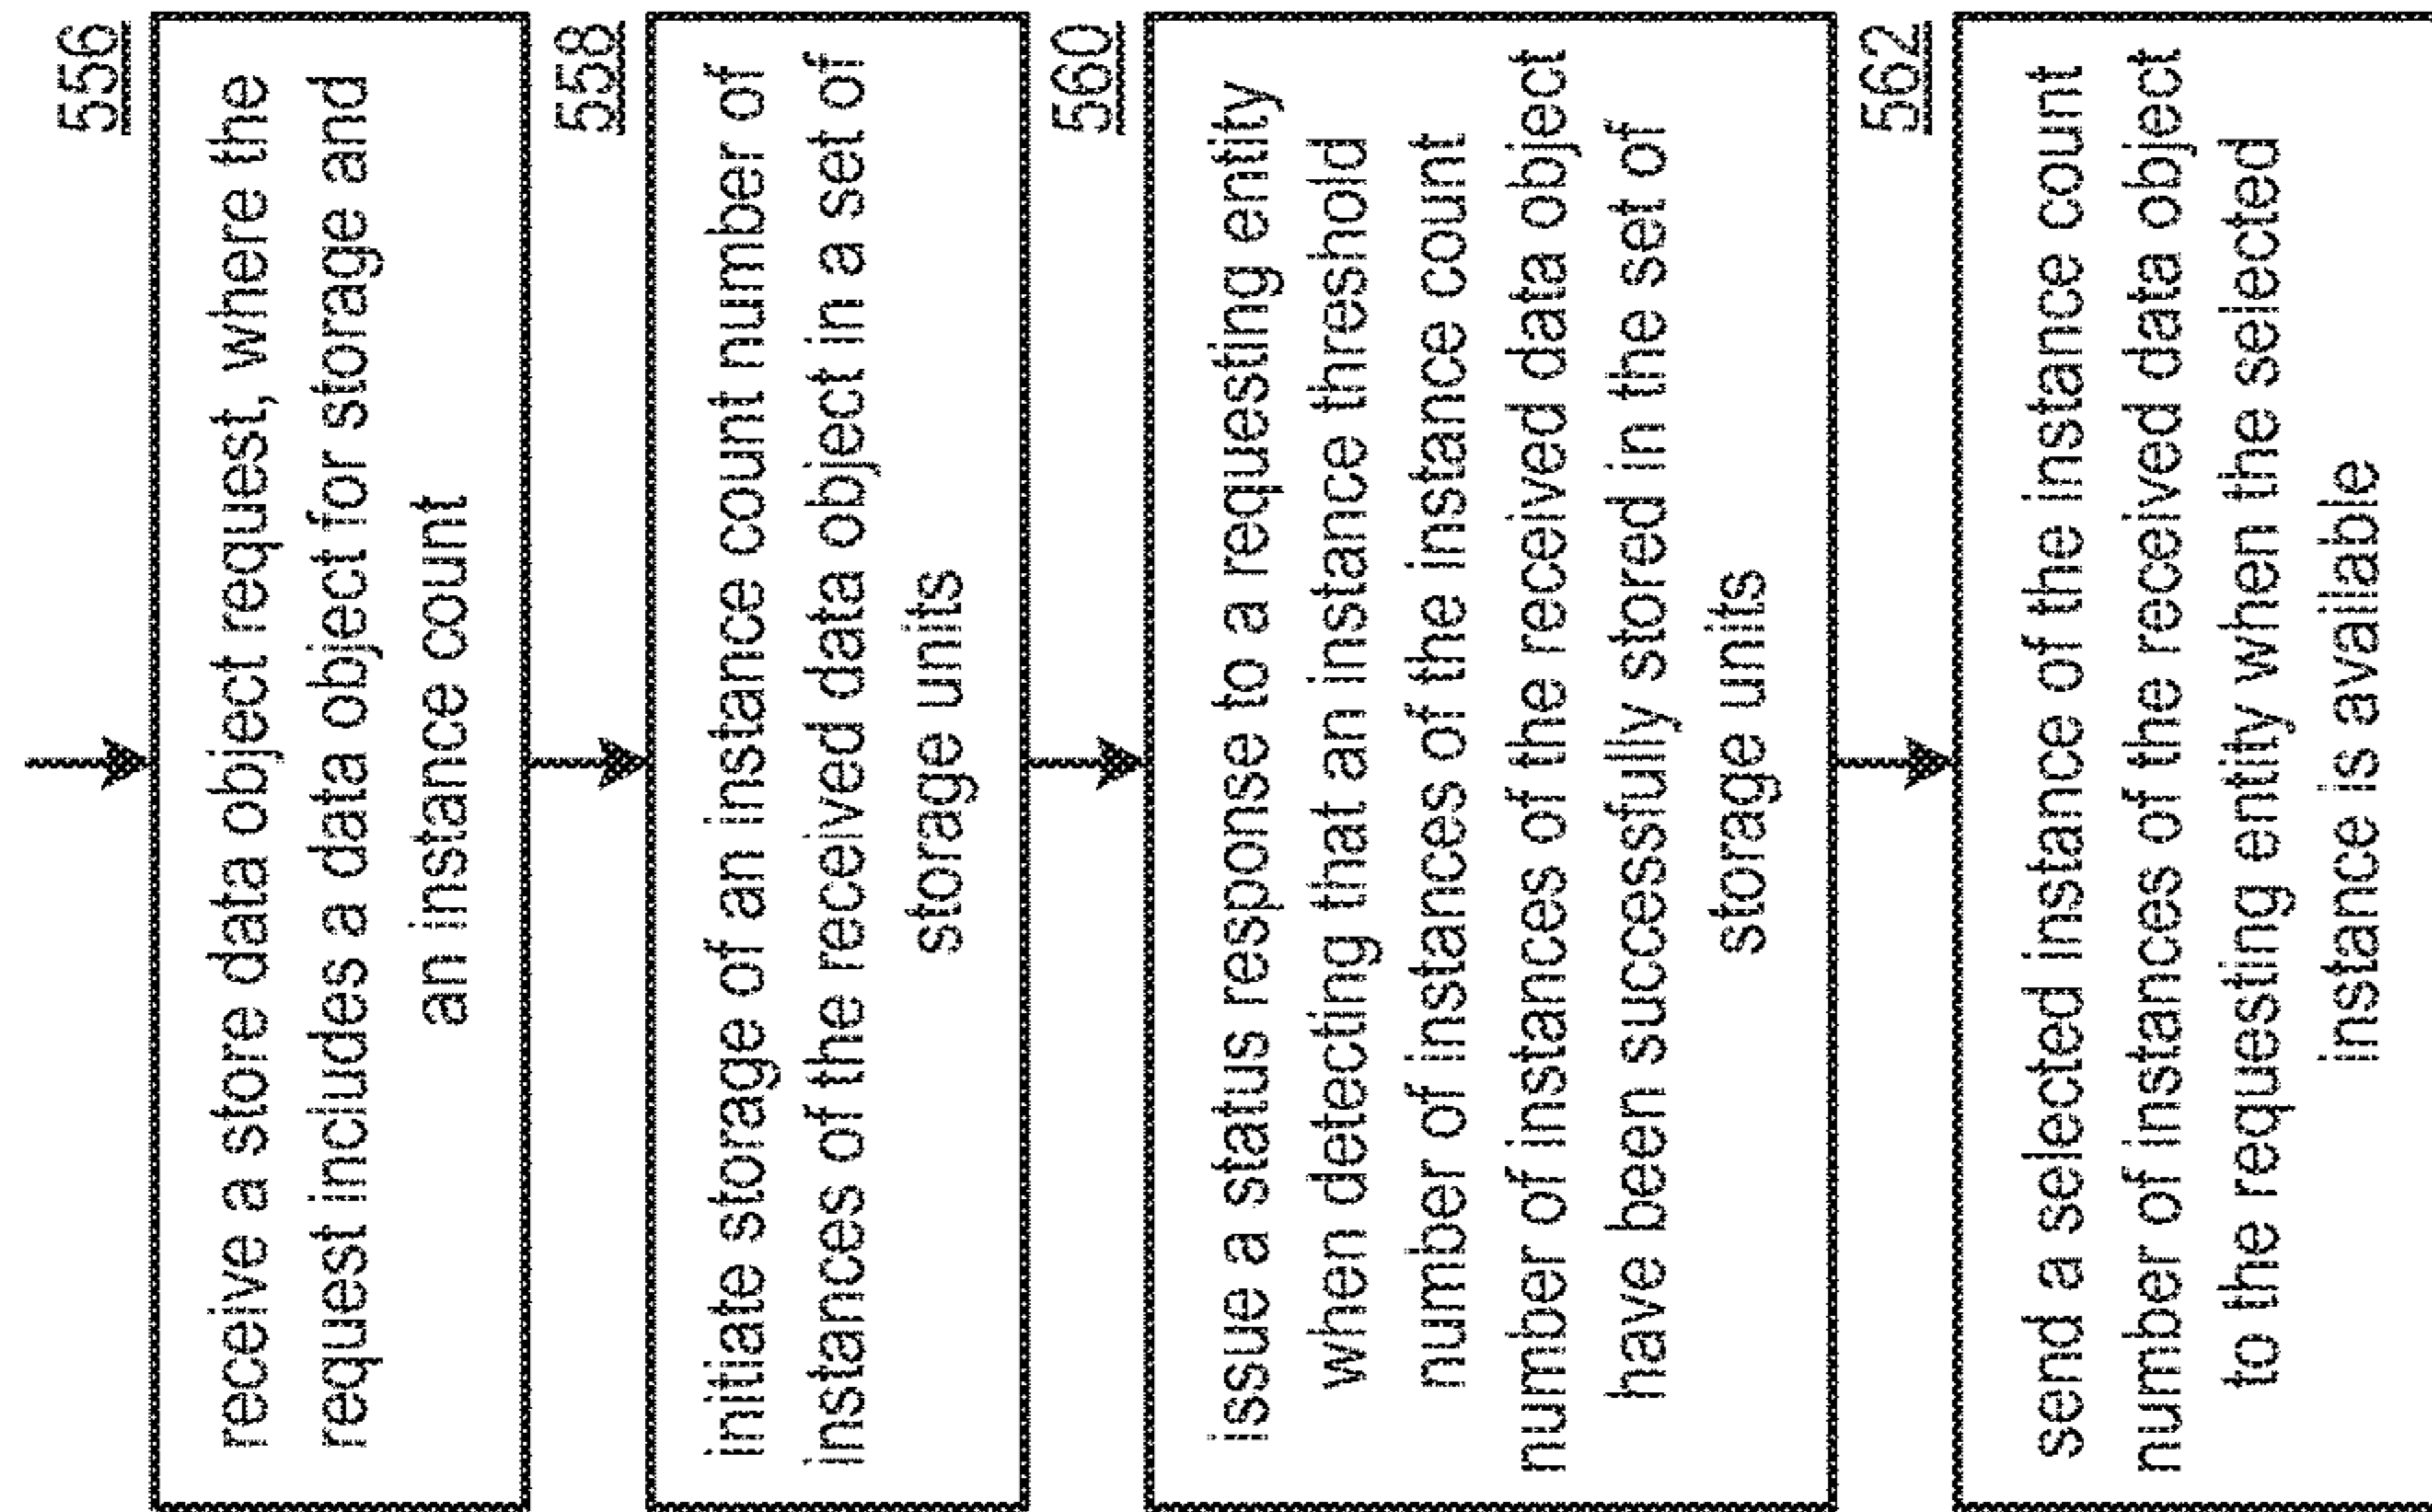 556
receive a store data object request, where the
request includes a data object for storage and
an instance count
558
initiate storage of an instance count number of
instances of the received data object in a set of
storage units
560
issue a status response to a requesting entity
when detecting that an instance threshold
number of instances of the instance count
number of instances of the received data object
have been successfully stored in the set of
storage units
562
send a selected instance of the instance count
number of instances of the received data object
to the requesting entity when the selected
instance is available